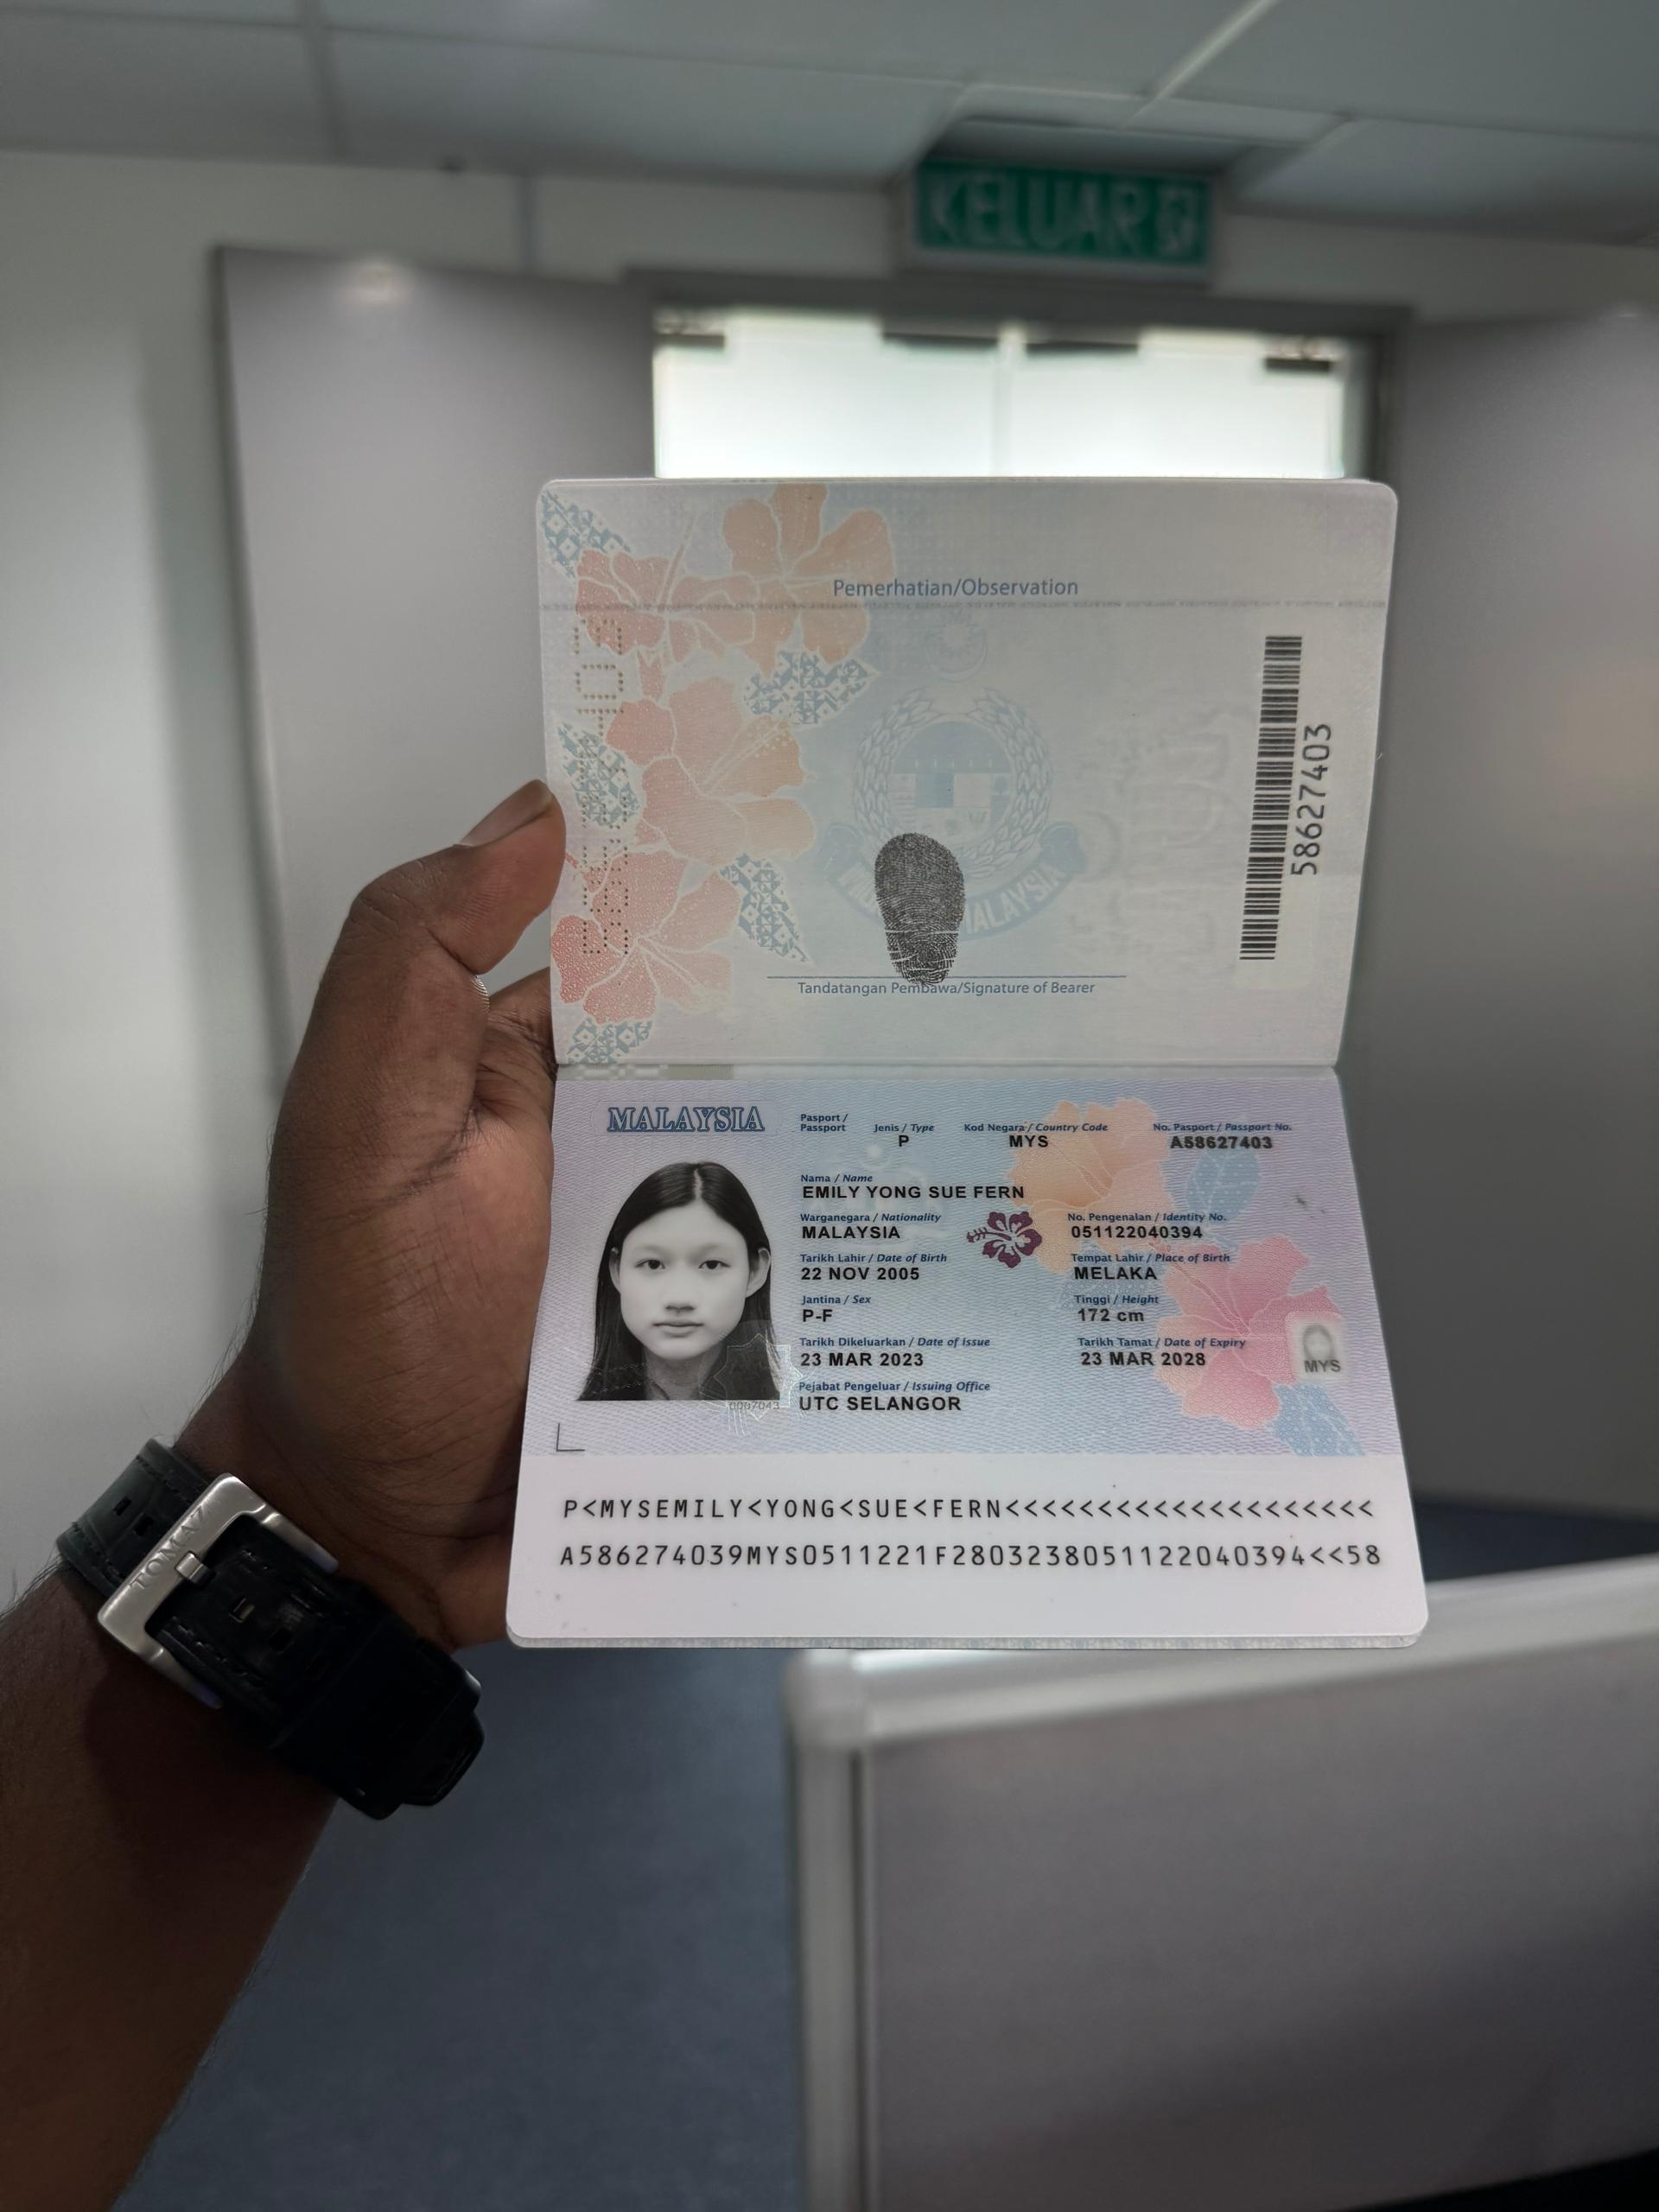 KELUAR
Pemerhatian/Observation
58627403
MALAYSIA
Tandatangan Pembawa/Signature of Bearer
MALAYSIA
Pasport / Passport
Jenis / Type
Kod Negara / Country Code
No. Pasport / Passport No.
P
MYS
A58627403
Nama / Name
EMILY YONG SUE FERN
Warganegara / Nationality
No. Pengenalan / Identity No.
MALAYSIA
051122040394
Tarikh Lahir / Date of Birth
Tempat Lahir / Place of Birth
22 NOV 2005
MELAKA
Jantina / Sex
Tinggi / Height
P-F
172 cm
Tarikh Dikeluarkan / Date of Issue
Tarikh Tamat / Date of Expiry
23 MAR 2023
23 MAR 2028
MYS
Pejabat Pengeluar / Issuing Office
UTC SELANGOR
P<MYSEMILY<YONG<SUE<FERN<<<<<<<<<<<<<<<<<<<<
A586274039MYS0511221F2803238051122040394<<58
TOMAZ